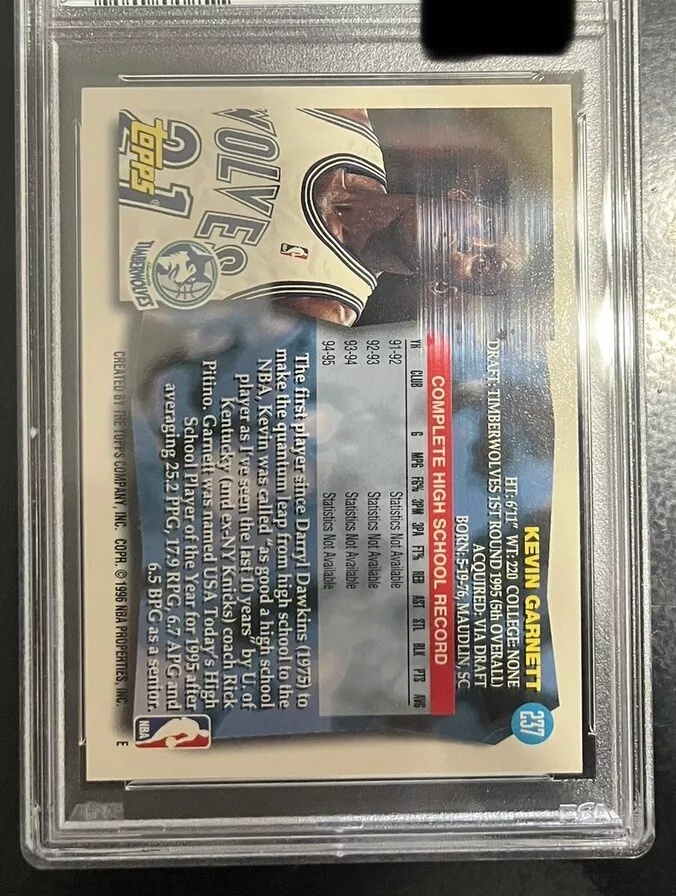 237
KEVIN GARNETT
HT: 6'11" WT: 220 COLLEGE: NONE
DRAFT: TIMBERWOLVES 1ST ROUND 1995 (5th OVERALL)
ACQUIRED: VIA DRAFT
BORN: 5-19-76, MAULDIN, SC
COMPLETE HIGH SCHOOL RECORD
YR CLUB G MPG FG% 3PM 3PA FT% REB AST STL BLK PTS AVG
91-92 Statistics Not Available
92-93 Statistics Not Available
93-94 Statistics Not Available
94-95 Statistics Not Available
The first player since Darryl Dawkins (1975) to
make the quantum leap from high school to the
NBA, Kevin was called "as good a high school
player as I've seen the last 10 years" by U. of
Kentucky (and ex-NY Knicks) coach Rick
Pitino. Garnett was named USA Today's High
School Player of the Year for 1995 after
averaging 25.2 PPG, 17.9 RPG, 6.7 APG and
6.5 BPG as a senior.
WOLVES
21
topps
TIMBERWOLVES
NBA
CREATED BY THE TOPPS COMPANY, INC. COPR. © 1996 NBA PROPERTIES, INC.
E